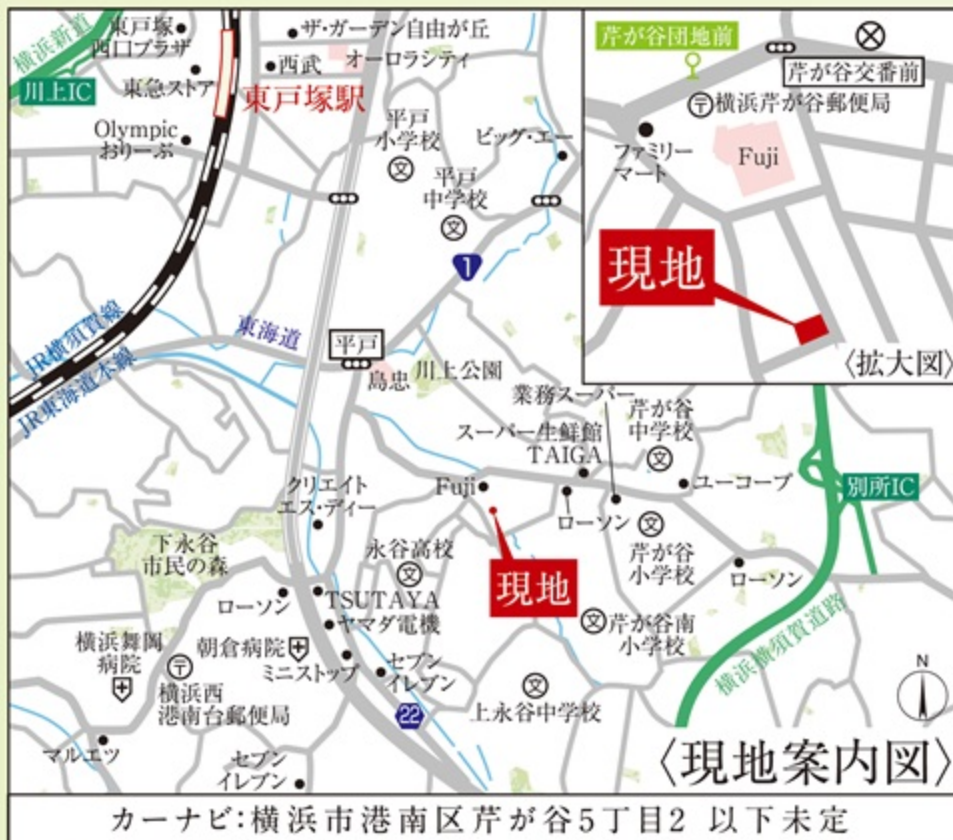 横浜新道
川上IC
東戸塚
西口プラザ
東急ストア
ザ・ガーデン自由が丘
西武
オーロラシティ
東戸塚駅
Olympic
おりーぶ
平戸
小学校
文
ビッグ・エー
平戸
中学校
文
1
JR横須賀線
JR東海道本線
東海道
平戸
島忠
川上公園
業務スーパー
スーパー生鮮館
TAIGA
芹が谷
中学校
文
Fuji
ローソン
ユーコープ
別所IC
クリエイト
エス・ディー
文
芹が谷
小学校
ローソン
下永谷
市民の森
永谷高校
文
現地
ローソン
TSUTAYA
ヤマダ電機
文
芹が谷南
小学校
横浜横須賀道路
横浜舞岡
病院
朝倉病院
ミニストップ
セブン
イレブン
〒
横浜西
港南台郵便局
22
文
上永谷中学校
マルエツ
セブン
イレブン
N
〈現地案内図〉
芹が谷団地前
芹が谷交番前
〒横浜芹が谷郵便局
ファミリー
マート
Fuji
現地
〈拡大図〉
カーナビ:横浜市港南区芹が谷5丁目2 以下未定